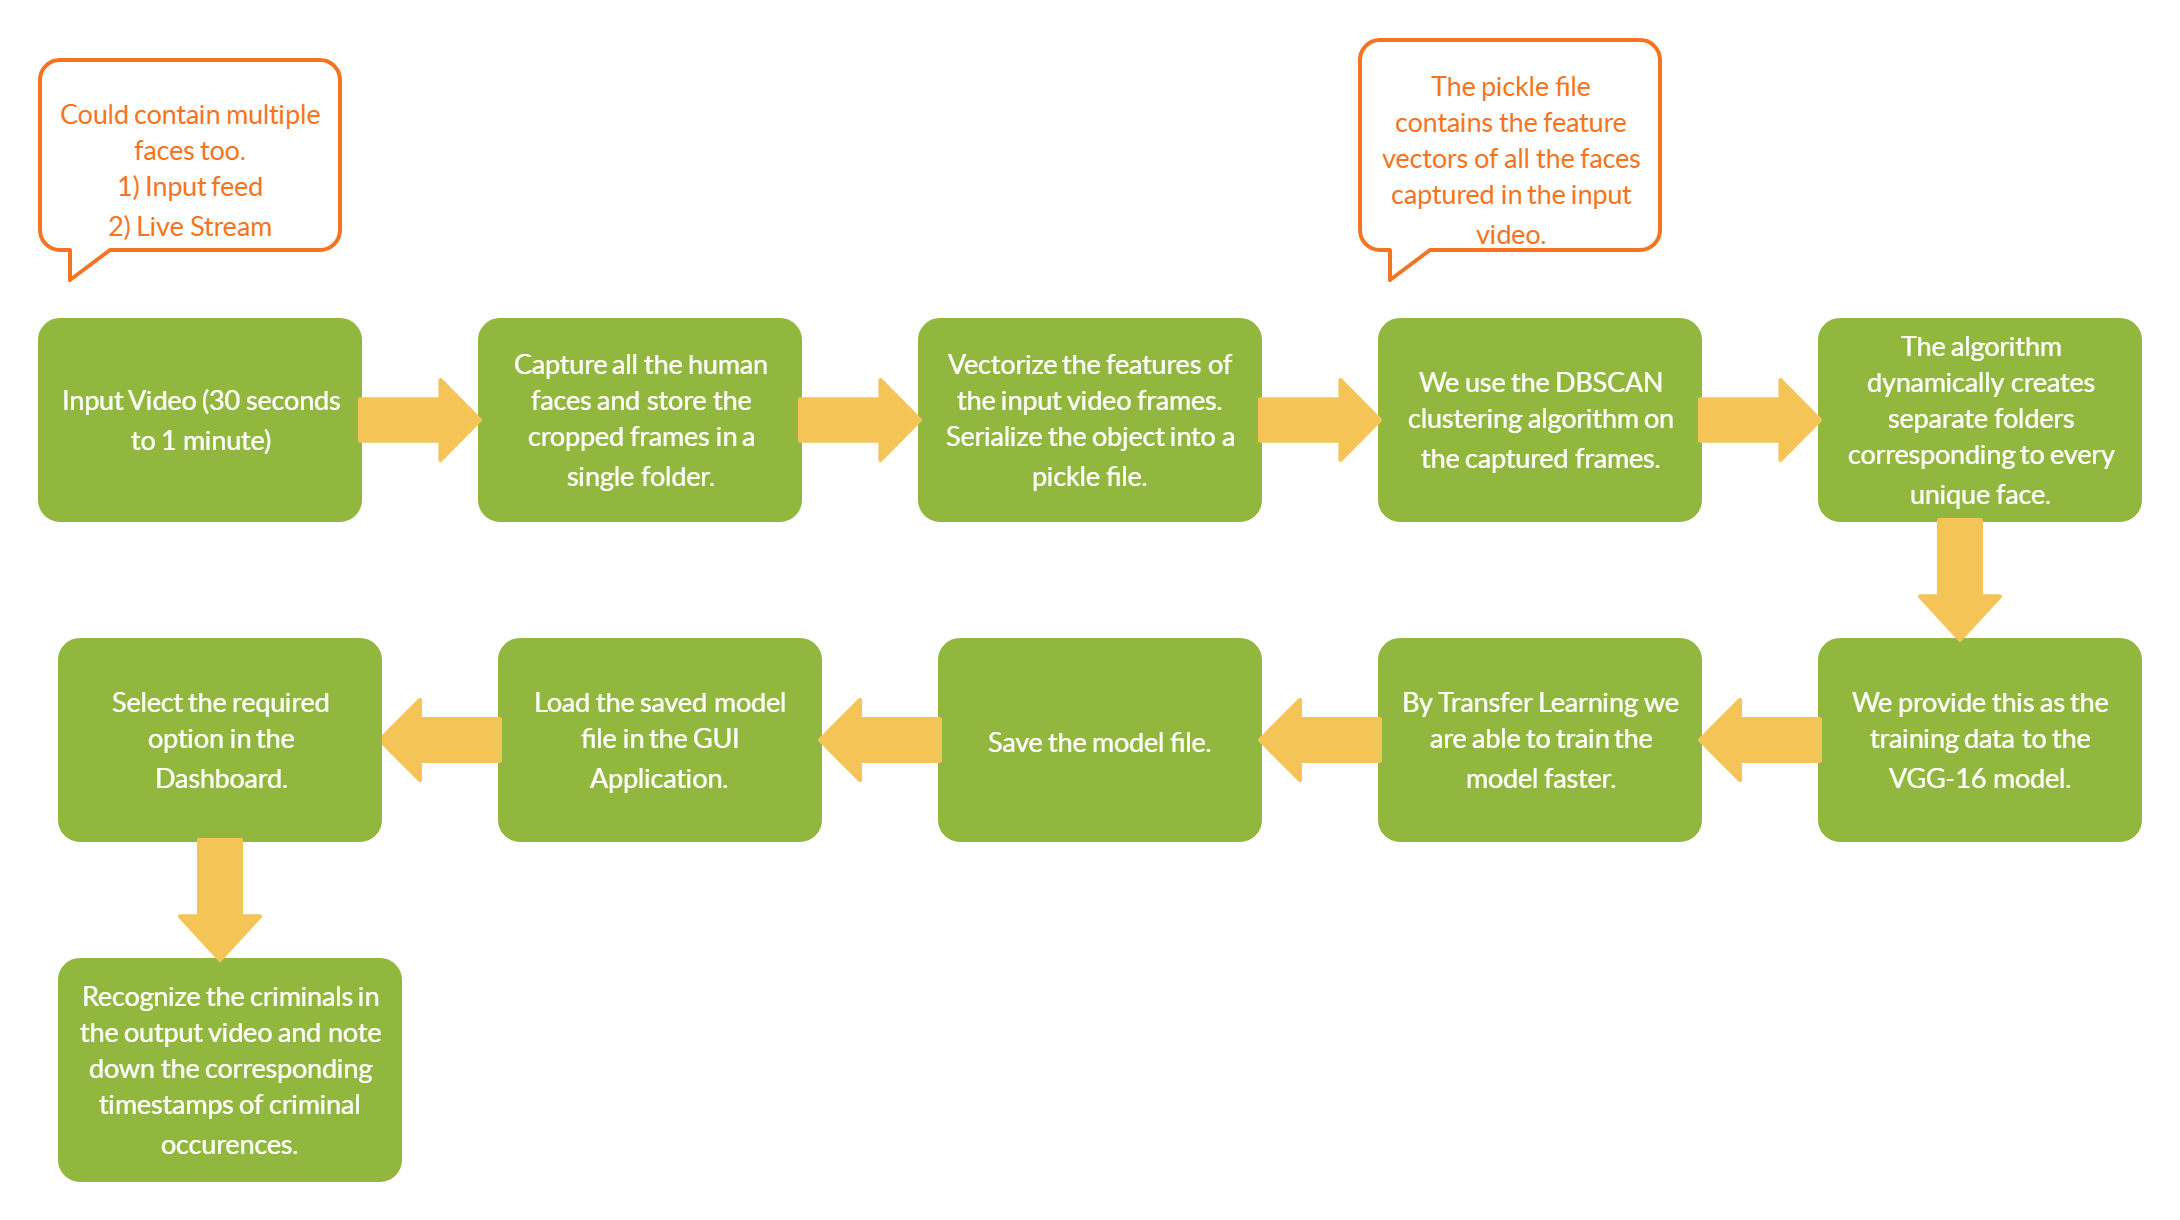 Could contain multiple
faces too.
1) Input feed
2) Live Stream
The pickle file
contains the feature
vectors of all the faces
captured in the input
video.
Input Video (30 seconds
to 1 minute)
Capture all the human
faces and store the
cropped frames in a
single folder.
Vectorize the features of
the input video frames.
Serialize the object into a
pickle file.
We use the DBSCAN
clustering algorithm on
the captured frames.
The algorithm
dynamically creates
separate folders
corresponding to every
unique face.
We provide this as the
training data to the
VGG-16 model.
By Transfer Learning we
are able to train the
model faster.
Save the model file.
Load the saved model
file in the GUI
Application.
Select the required
option in the
Dashboard.
Recognize the criminals in
the output video and note
down the corresponding
timestamps of criminal
occurences.